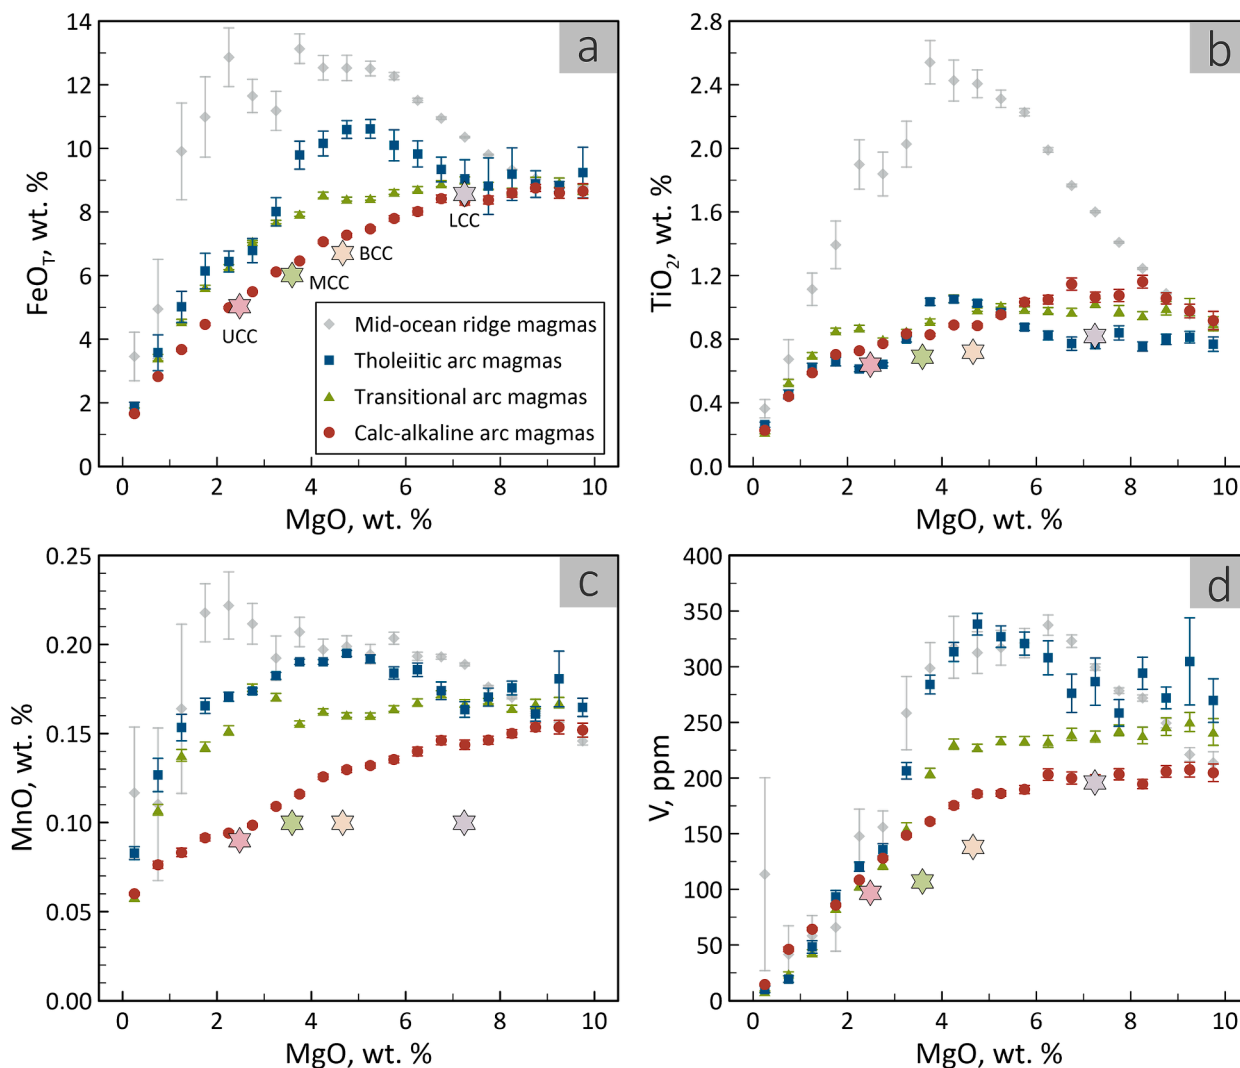 a
14
12
10
8
6
4
2
0
FeO_T, wt. %
UCC
MCC
BCC
LCC
Mid-ocean ridge magmas
Tholeiitic arc magmas
Transitional arc magmas
Calc-alkaline arc magmas
0 2 4 6 8 10
MgO, wt. %
b
2.8
2.4
2.0
1.6
1.2
0.8
0.4
0.0
TiO₂, wt. %
0 2 4 6 8 10
MgO, wt. %
c
0.25
0.20
0.15
0.10
0.05
0.00
MnO, wt. %
0 2 4 6 8 10
MgO, wt. %
d
400
350
300
250
200
150
100
50
0
V, ppm
0 2 4 6 8 10
MgO, wt. %